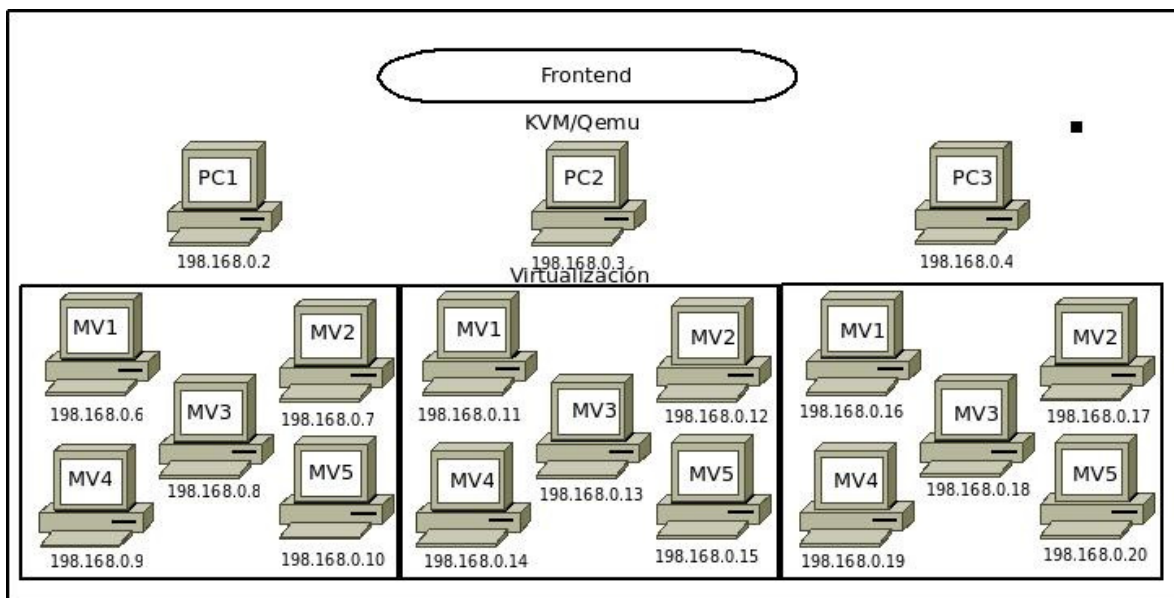 Frontend
KVM/Qemu
PC1
PC2
PC3
198.168.0.2
198.168.0.3
198.168.0.4
Virtualización
MV1
MV2
MV3
198.168.0.6
198.168.0.7
MV4
MV5
198.168.0.8
198.168.0.9
198.168.0.10
MV1
MV2
MV3
198.168.0.11
198.168.0.12
MV4
MV5
198.168.0.13
198.168.0.14
198.168.0.15
MV1
MV2
MV3
198.168.0.16
198.168.0.17
MV4
MV5
198.168.0.18
198.168.0.19
198.168.0.20